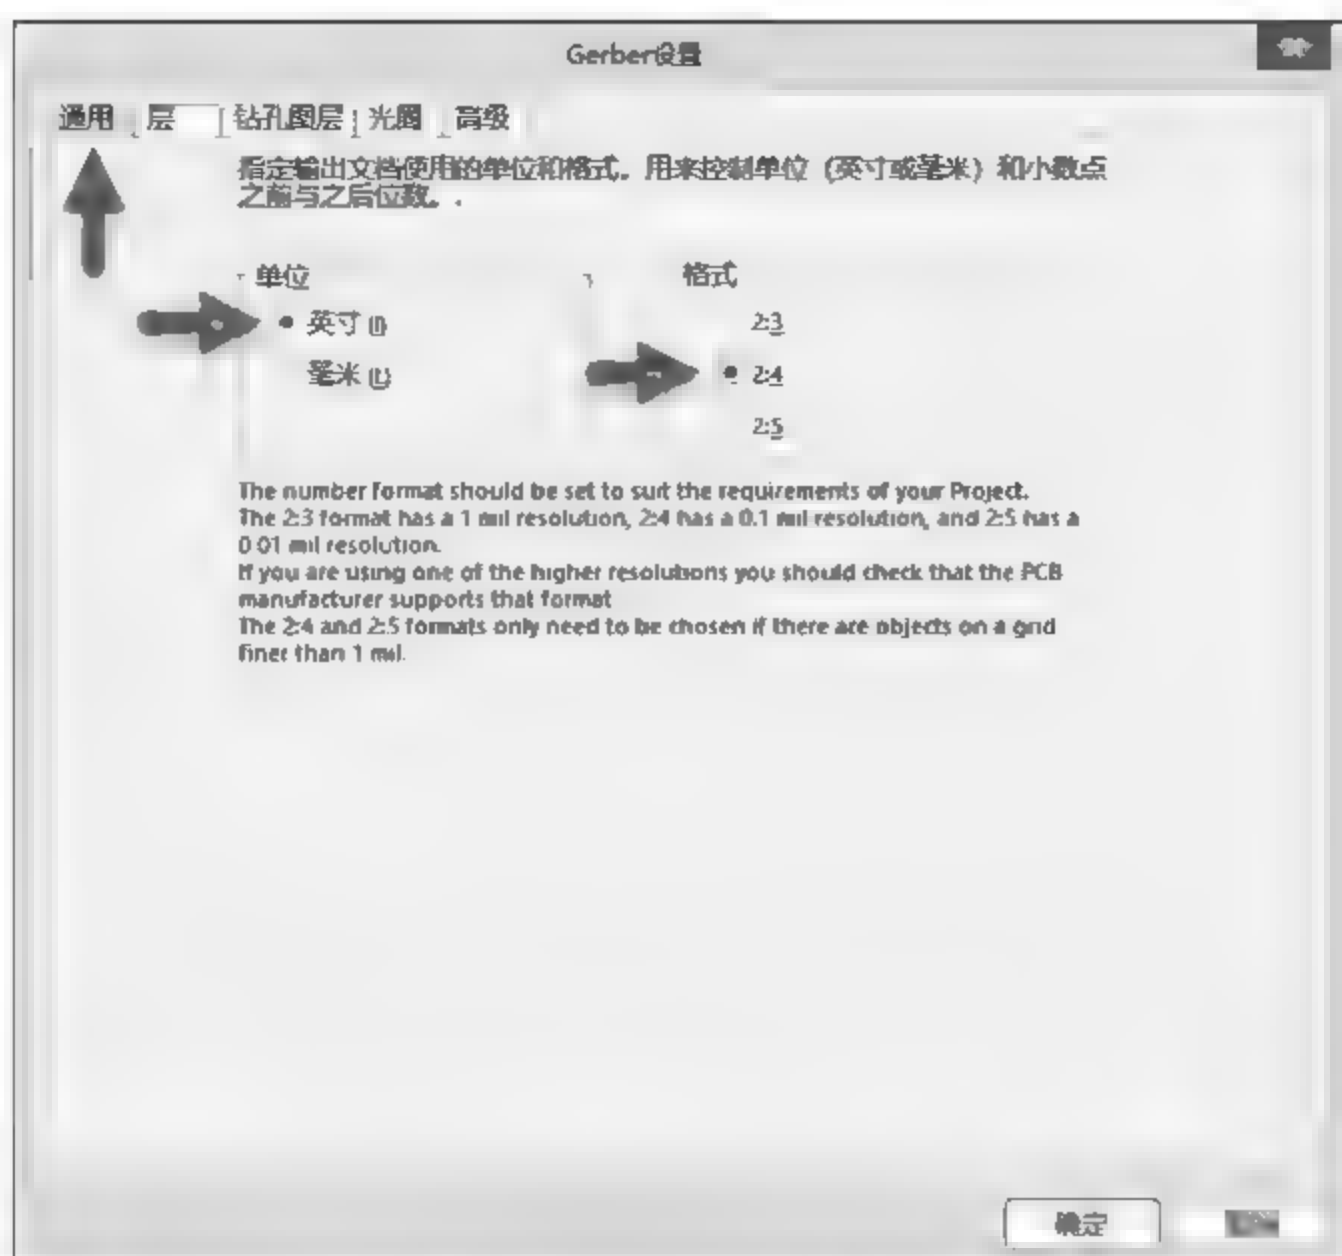 Gerber设置
通用 层 钻孔图层 光圈 高级
指定输出文档使用的单位和格式。用来控制单位（英寸或毫米）和小数点
之前与之后位数。.
单位 格式
英寸 (I) 2:3
毫米 (L) 2:4
2:5
The number format should be set to suit the requirements of your Project.
The 2:3 format has a 1 mil resolution, 2:4 has a 0.1 mil resolution, and 2:5 has a
0.01 mil resolution.
If you are using one of the higher resolutions you should check that the PCB
manufacturer supports that format
The 2:4 and 2:5 formats only need to be chosen if there are objects on a grid
finer than 1 mil.
确定